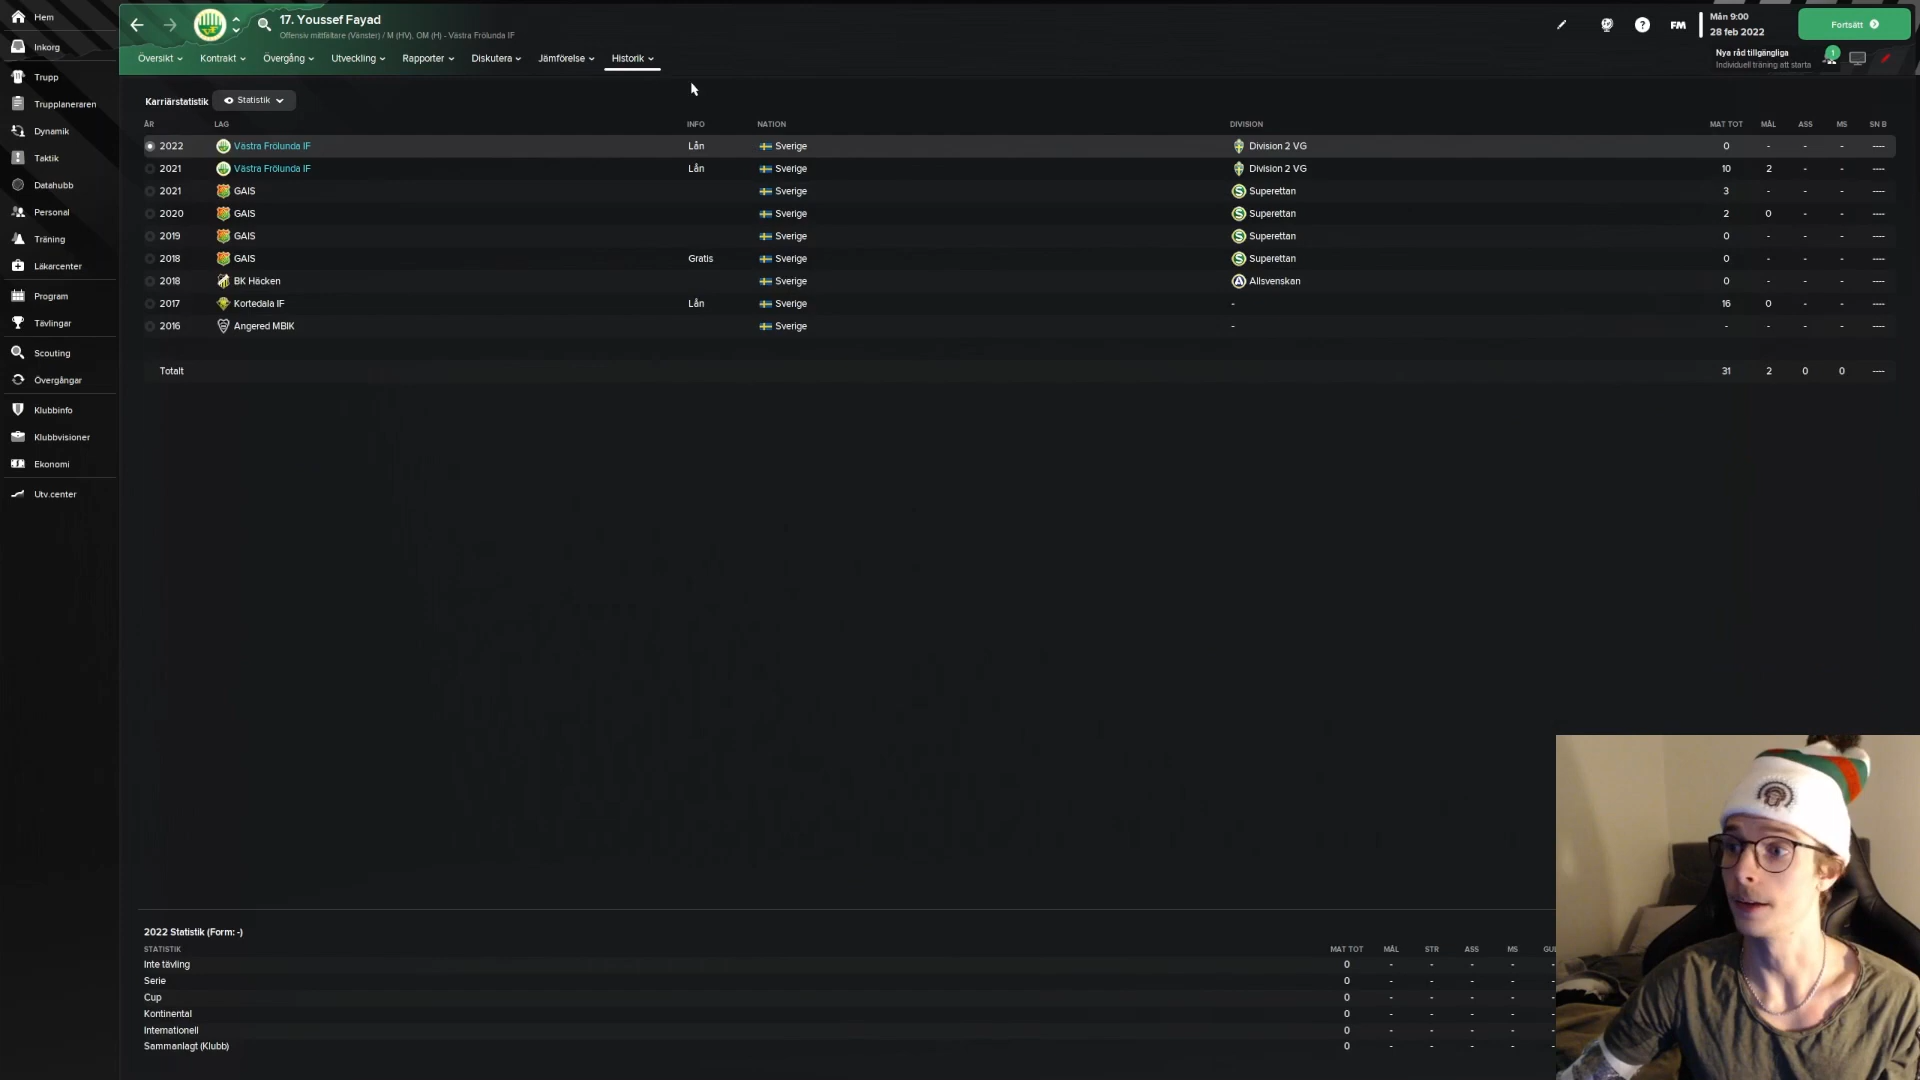 Hem
Inkorg
Trupp
Trupplaneraren
Dynamik
Taktik
Datahubb
Personal
Träning
Läkarcenter
Program
Tävlingar
Scouting
Övergångar
Klubbinfo
Klubbvisioner
Ekonomi
Utv.center
17. Youssef Fayad
Offensiv mittfältare (Vänster) / M (HV), OM (H) - Västra Frölunda IF
FM
Mån 9:00
28 feb 2022
Fortsätt
Översikt Kontrakt Övergång Utveckling Rapporter Diskutera Jämförelse Historik
Nya råd tillgängliga
Individuell träning att starta
1
Karriärstatistik Statistik
ÅR LAG INFO NATION DIVISION MAT TOT MÅL ASS MS SN B
2022 Västra Frölunda IF Lån Sverige Division 2 VG 0 - - - ----
2021 Västra Frölunda IF Lån Sverige Division 2 VG 10 2 - - ----
2021 GAIS Sverige Superettan 3 - - - ----
2020 GAIS Sverige Superettan 2 0 - - ----
2019 GAIS Sverige Superettan 0 - - - ----
2018 GAIS Gratis Sverige Superettan 0 - - - ----
2018 BK Häcken Sverige Allsvenskan 0 - - - ----
2017 Kortedala IF Lån Sverige - 16 0 - - ----
2016 Angered MBIK Sverige - - - - - ----
Totalt 31 2 0 0 ----
2022 Statistik (Form: -)
STATISTIK MAT TOT MÅL STR ASS MS
Inte tävling 0 - - - - -
Serie 0 - - - - -
Cup 0 - - - - -
Kontinental 0 - - - - -
Internationell 0 - - - - -
Sammanlagt (Klubb) 0 - - - - -